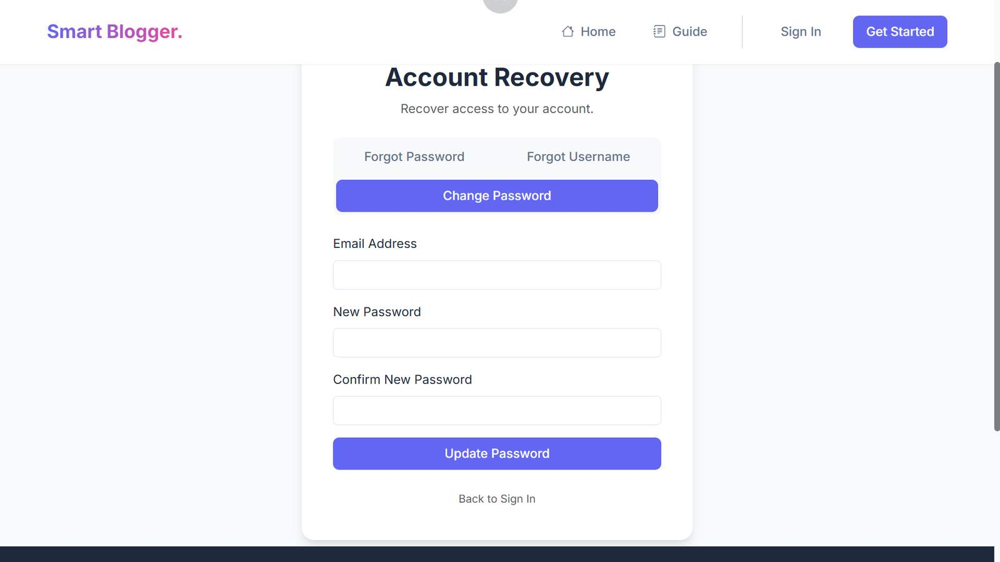 Smart Blogger.
Home
Guide
Sign In
Get Started
Account Recovery
Recover access to your account.
Forgot Password
Forgot Username
Change Password
Email Address
New Password
Confirm New Password
Update Password
Back to Sign In